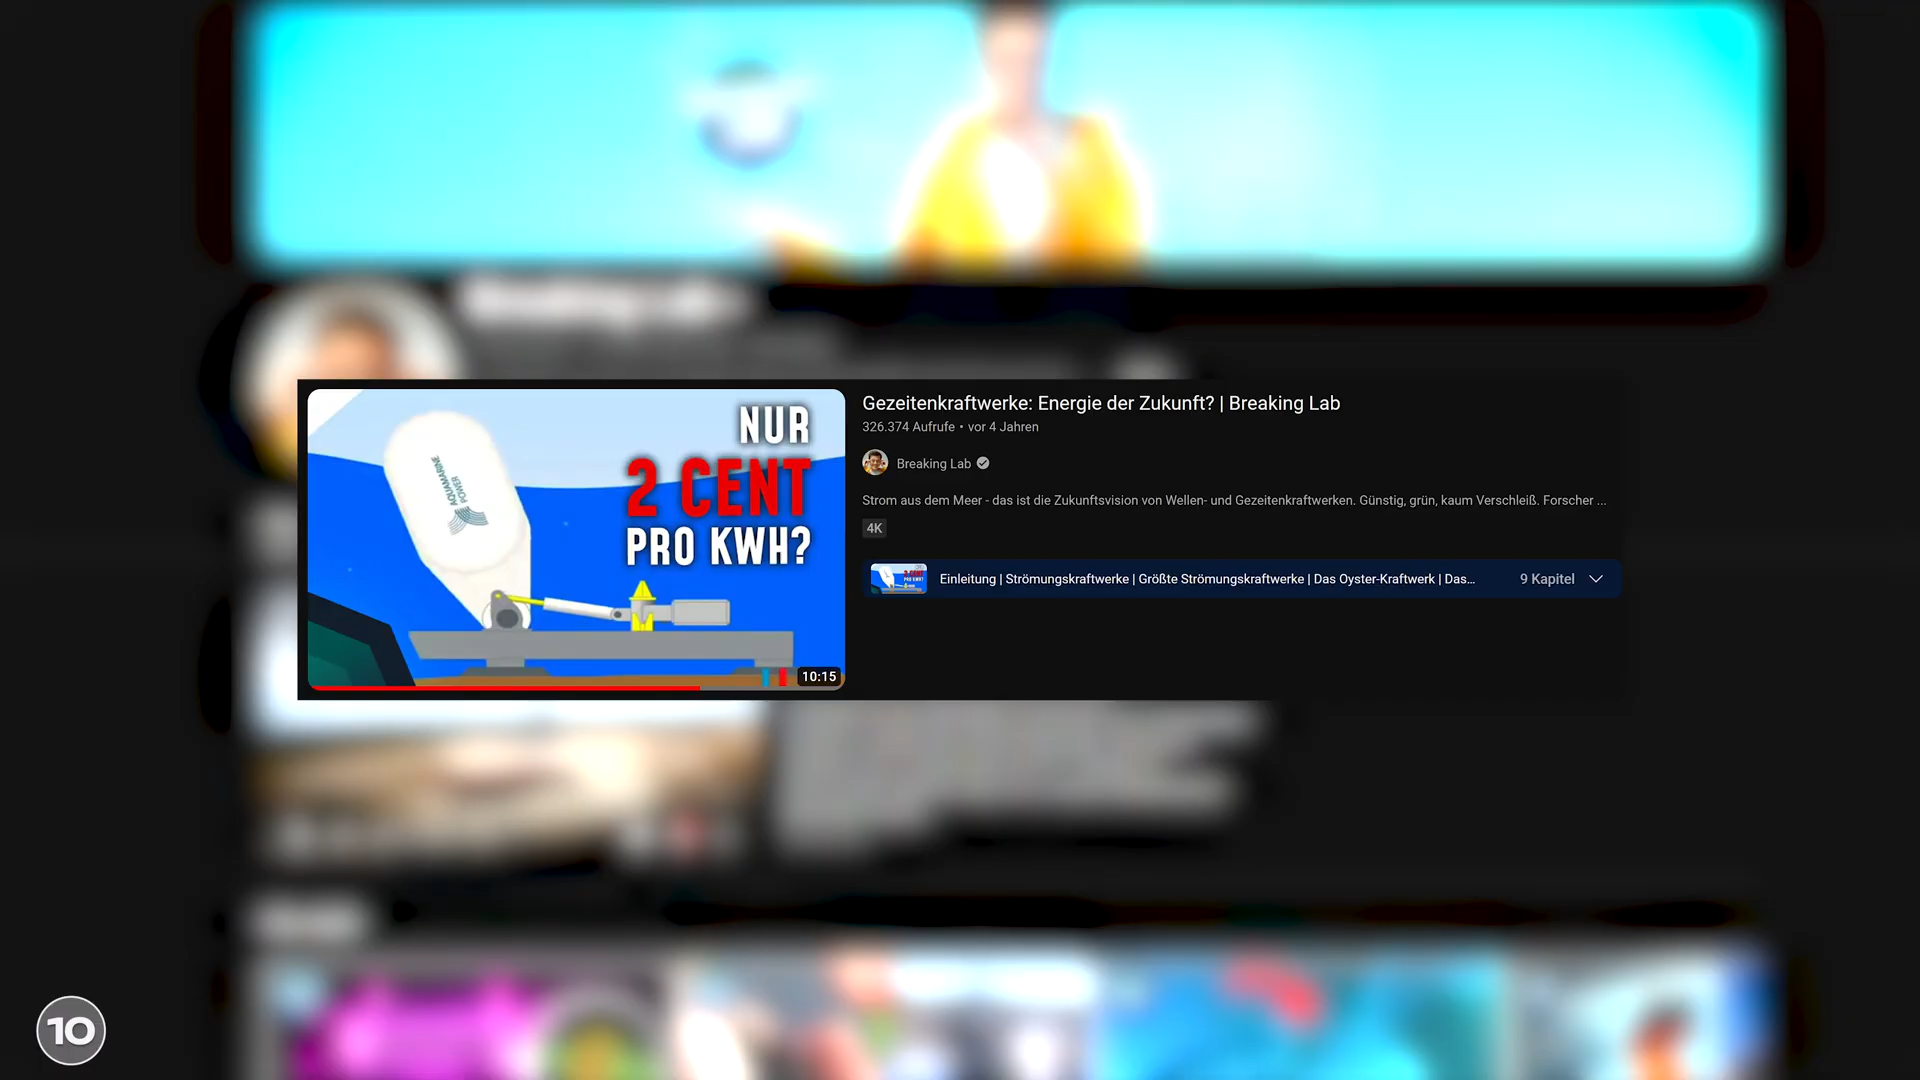 NUR
2 CENT
PRO KWH?
AQUAMARINE
POWER
10:15
Gezeitenkraftwerke: Energie der Zukunft? | Breaking Lab
326.374 Aufrufe • vor 4 Jahren
Breaking Lab
Strom aus dem Meer - das ist die Zukunftsvision von Wellen- und Gezeitenkraftwerken. Günstig, grün, kaum Verschleiß. Forscher ...
4K
Einleitung | Strömungskraftwerke | Größte Strömungskraftwerke | Das Oyster-Kraftwerk | Das...
9 Kapitel
10